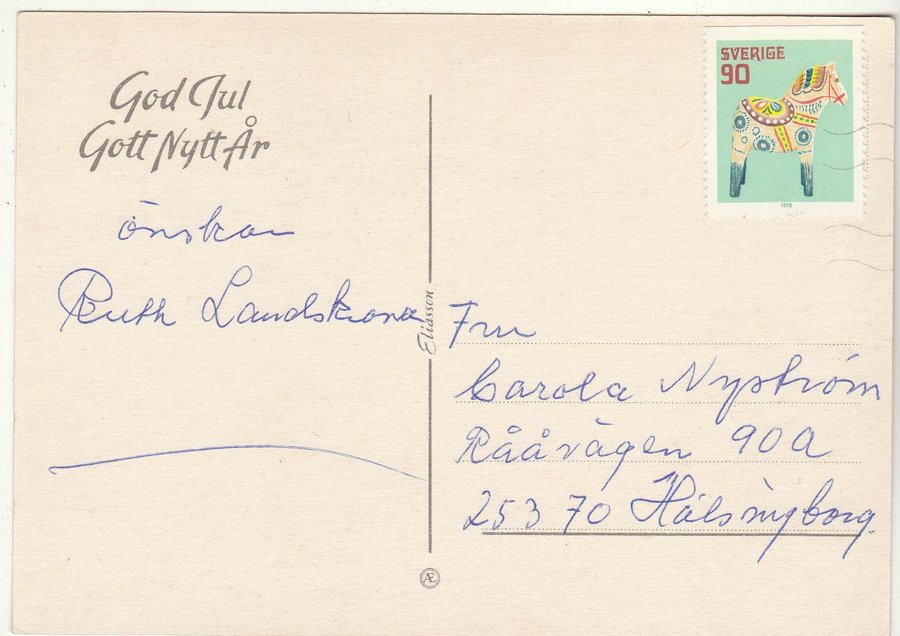 God Jul
Gott Nytt År
önskar
Ruth Landskrona
Eliasson
Æ
SVERIGE
90
1978
Fru
Carola Nyström
Rååvägen 90A
253 70 Hälsingborg.